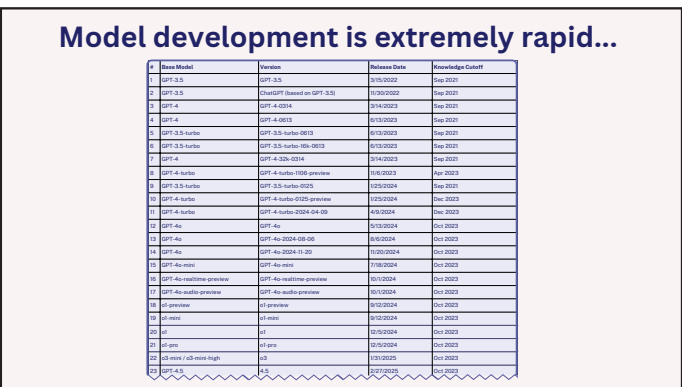 Model development is extremely rapid...
# Base Model Version Release Date Knowledge Cutoff
1 GPT-3.5 GPT-3.5 3/15/2022 Sep 2021
2 GPT-3.5 ChatGPT (based on GPT-3.5) 11/30/2022 Sep 2021
3 GPT-4 GPT-4-0314 3/14/2023 Sep 2021
4 GPT-4 GPT-4-0613 6/13/2023 Sep 2021
5 GPT-3.5-turbo GPT-3.5-turbo-0613 6/13/2023 Sep 2021
6 GPT-3.5-turbo GPT-3.5-turbo-16k-0613 6/13/2023 Sep 2021
7 GPT-4 GPT-4-32k-0314 3/14/2023 Sep 2021
8 GPT-4-turbo GPT-4-turbo-1106-preview 11/6/2023 Apr 2023
9 GPT-3.5-turbo GPT-3.5-turbo-0125 1/25/2024 Sep 2021
10 GPT-4-turbo GPT-4-turbo-0125-preview 1/25/2024 Dec 2023
11 GPT-4-turbo GPT-4-turbo-2024-04-09 4/9/2024 Dec 2023
12 GPT-4o GPT-4o 5/13/2024 Oct 2023
13 GPT-4o GPT-4o-2024-08-06 8/6/2024 Oct 2023
14 GPT-4o GPT-4o-2024-11-20 11/20/2024 Oct 2023
15 GPT-4o-mini GPT-4o-mini 7/18/2024 Oct 2023
16 GPT-4o-realtime-preview GPT-4o-realtime-preview 10/1/2024 Oct 2023
17 GPT-4o-audio-preview GPT-4o-audio-preview 10/1/2024 Oct 2023
18 o1-preview o1-preview 9/12/2024 Oct 2023
19 o1-mini o1-mini 9/12/2024 Oct 2023
20 o1 o1 12/5/2024 Oct 2023
21 o1-pro o1-pro 12/5/2024 Oct 2023
22 o3-mini / o3-mini-high o3 1/31/2025 Oct 2023
23 GPT-4.5 4.5 2/27/2025 Oct 2023